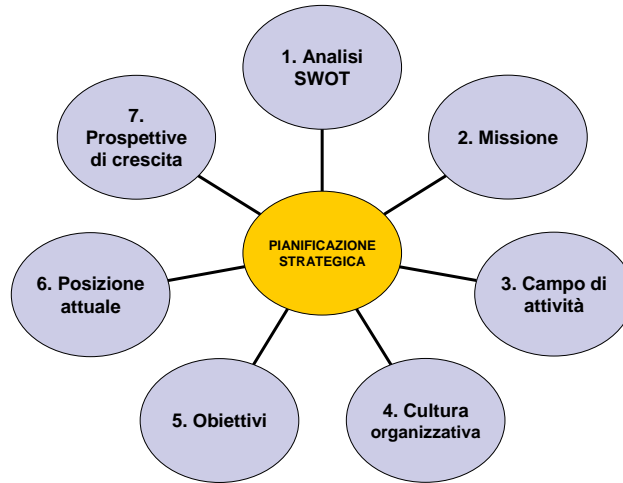 1. Analisi
SWOT
2. Missione
3. Campo di
attività
4. Cultura
organizzativa
5. Obiettivi
6. Posizione
attuale
7.
Prospettive
di crescita
PIANIFICAZIONE
STRATEGICA